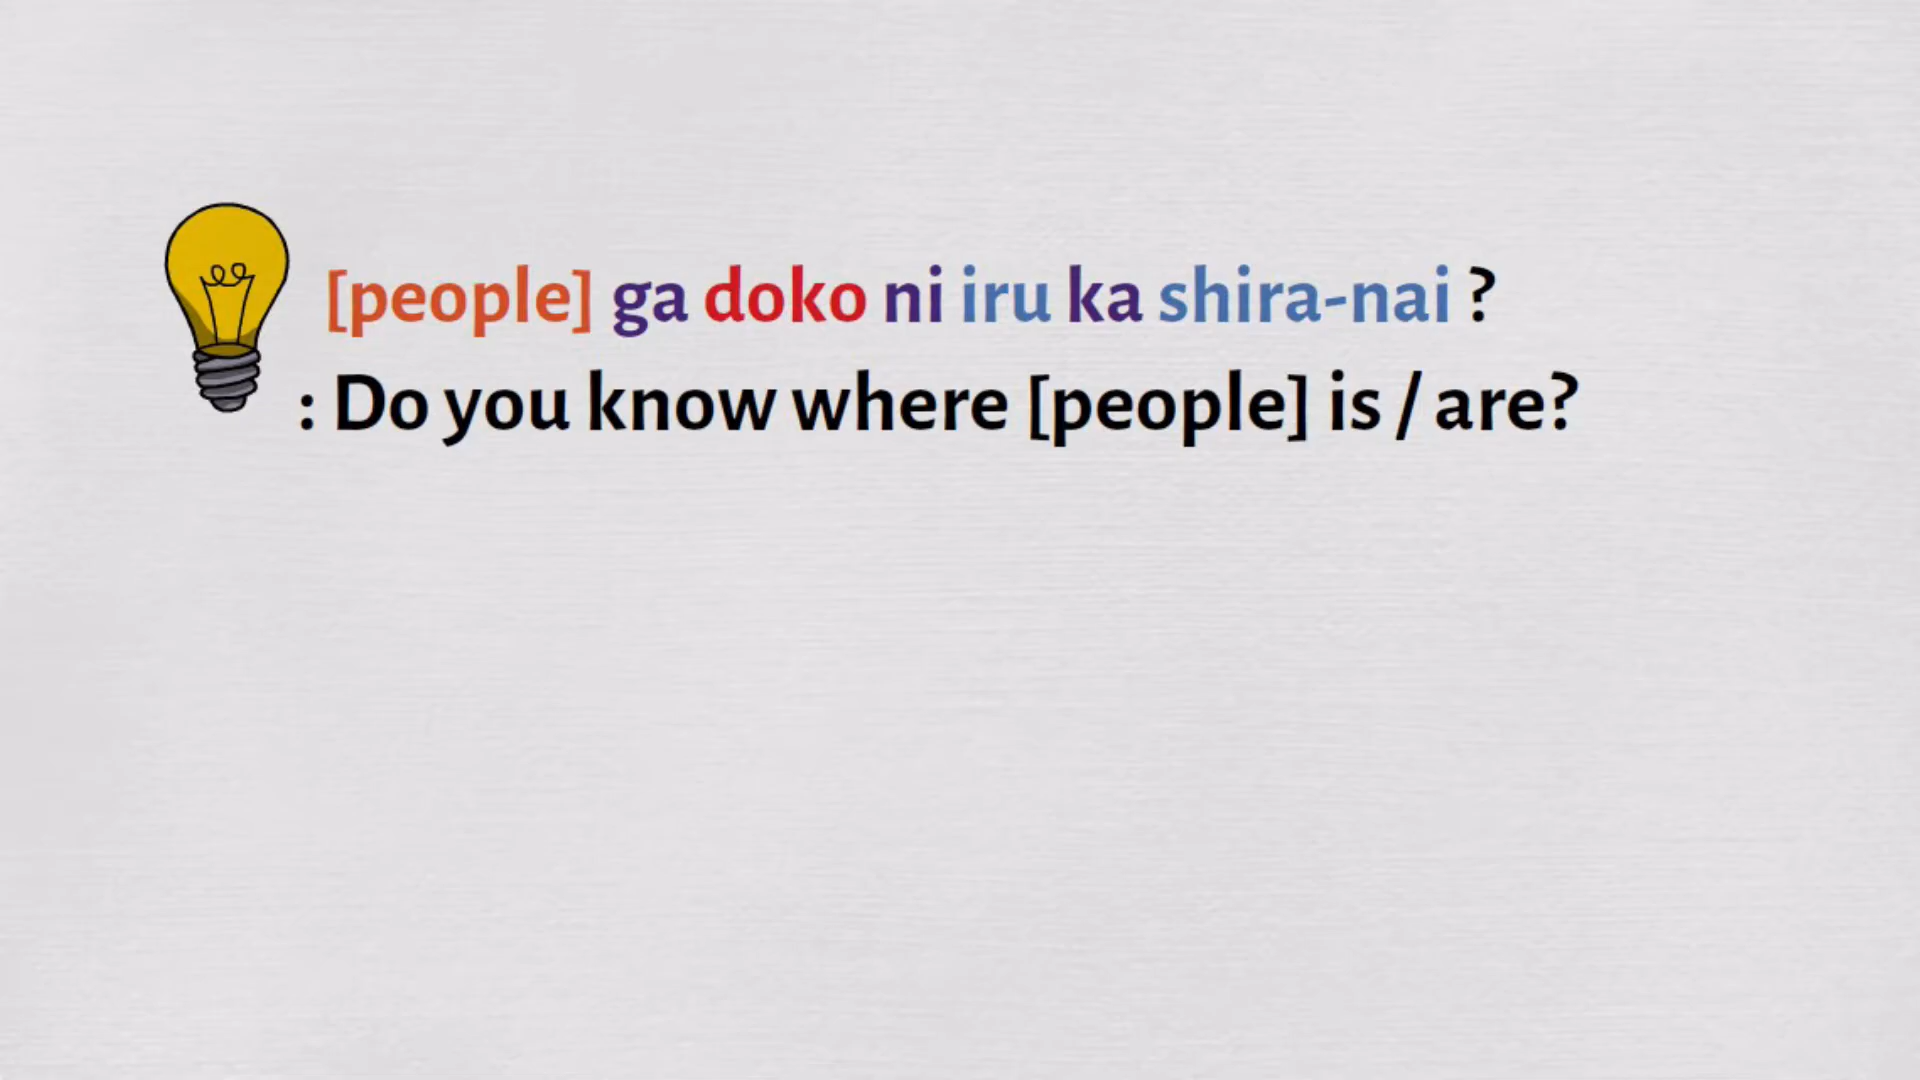 [people] ga doko ni iru ka shira-nai ?
: Do you know where [people] is / are?